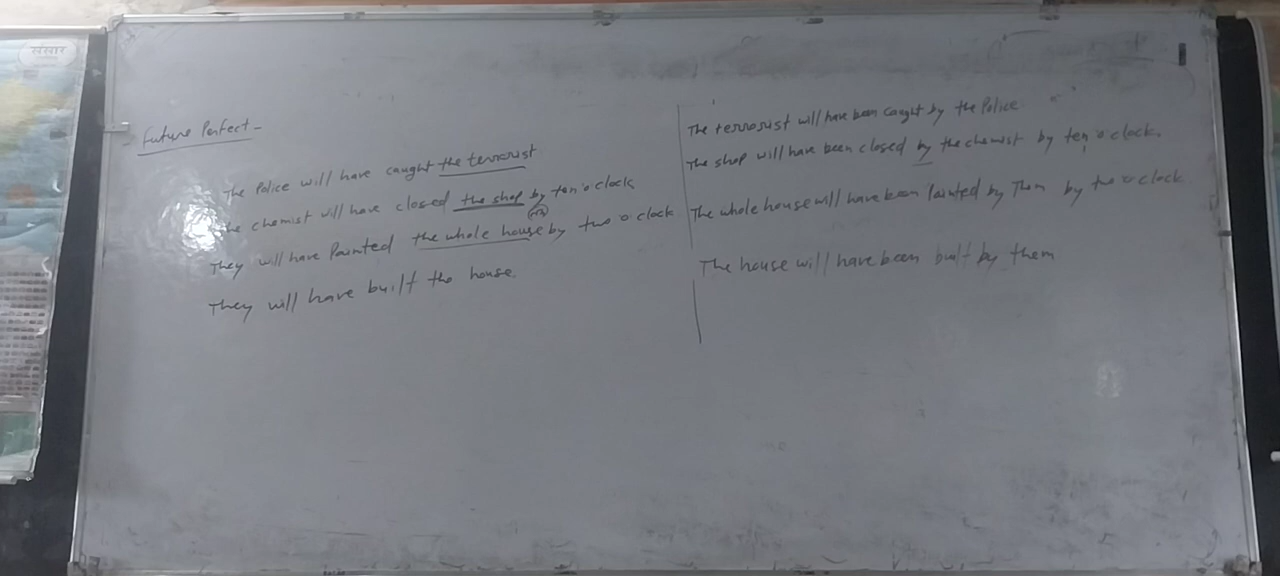 संसार
Future Perfect -
The Police will have caught the terrorist
The chemist will have closed the shop by ten o'clock
They will have Painted the whole house by two o'clock
They will have built the house.
The terrorist will have been caught by the Police
The shop will have been closed by the chemist by ten o'clock.
The whole house will have been Painted by Them by two o'clock
The house will have been built by them